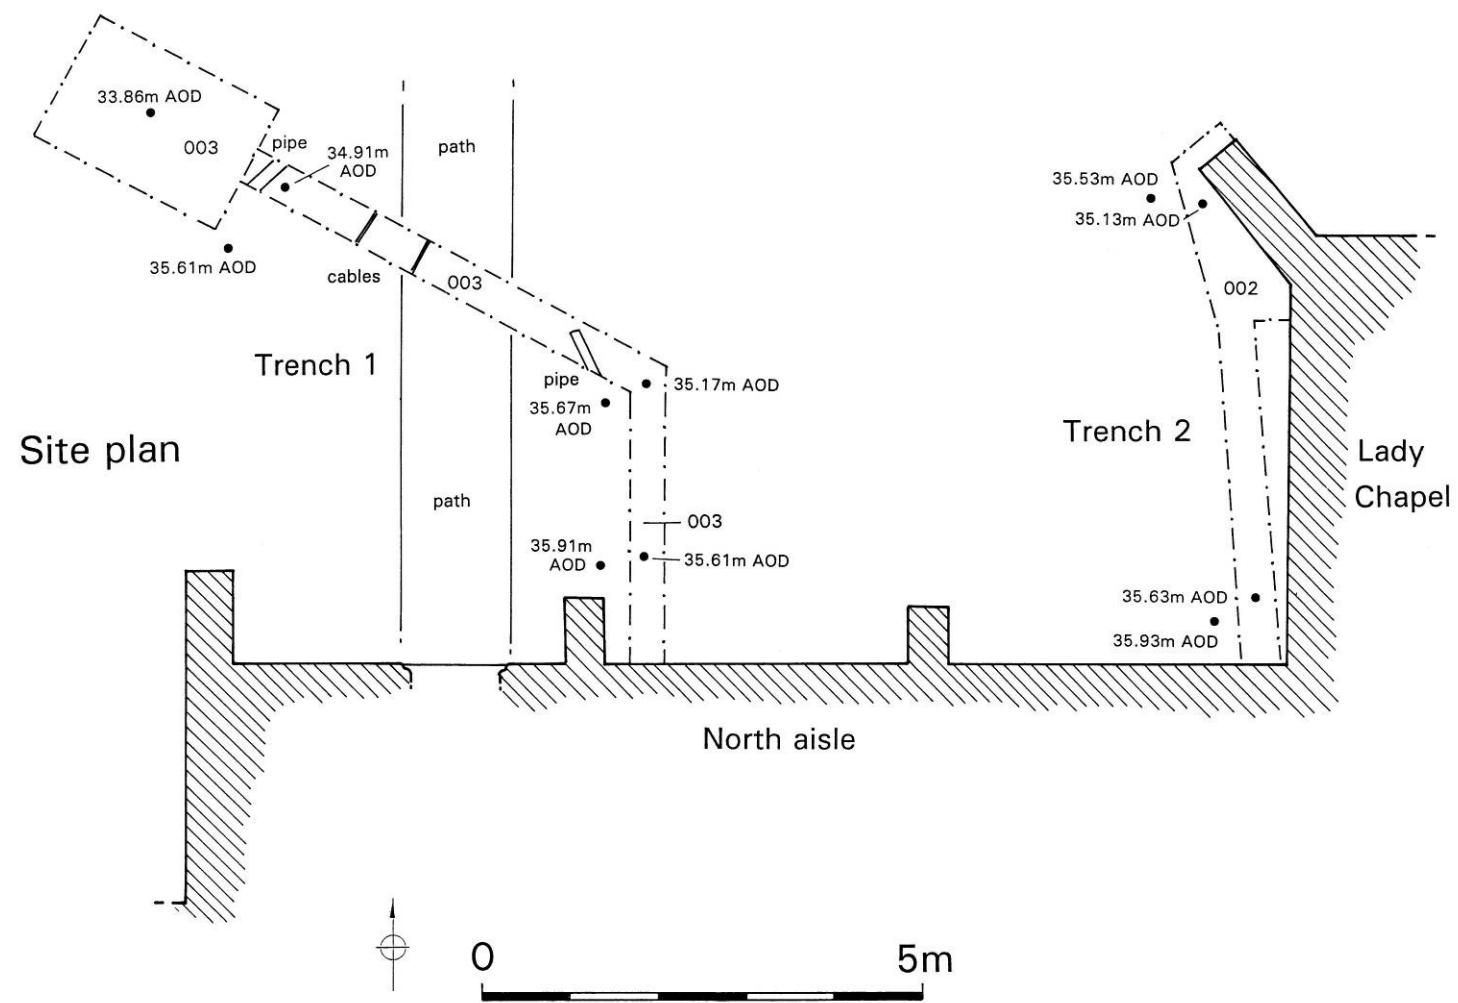 33.86m AOD
003
pipe
34.91m
AOD
path
35.61m AOD
cables
003
Trench 1
pipe
35.67m
AOD
35.17m AOD
Site plan
path
003
35.91m
AOD
35.61m AOD
35.53m AOD
35.13m AOD
002
Trench 2
Lady
Chapel
35.63m AOD
35.93m AOD
North aisle
0
5m